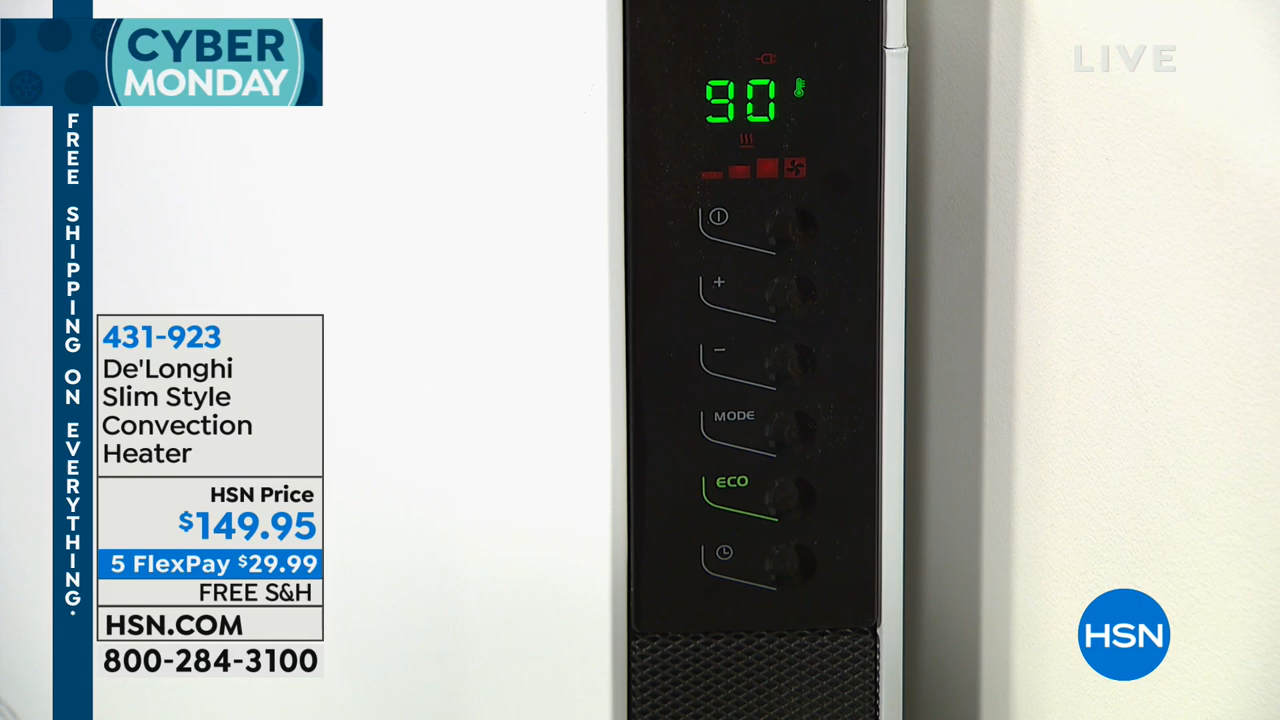 CYBER
MONDAY
FREE SHIPPING ON EVERYTHING.
431-923
De'Longhi
Slim Style
Convection
Heater
HSN Price
$149.95
5 FlexPay $29.99
FREE S&H
HSN.COM
800-284-3100
90
+
-
MODE
ECO
LIVE
HSN